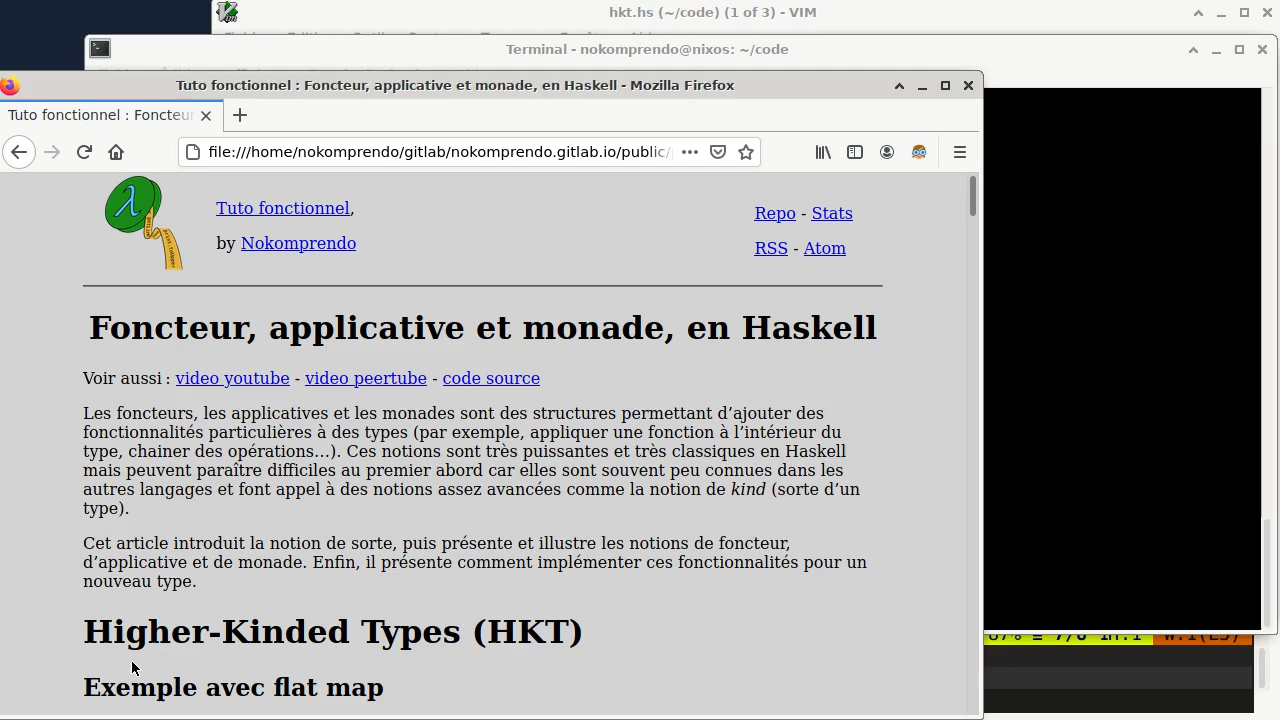 hkt.hs (~/code) (1 of 3) - VIM
Terminal - nokomprendo@nixos: ~/code
Tuto fonctionnel : Foncteur, applicative et monade, en Haskell - Mozilla Firefox
Tuto fonctionnel : Foncteu
file:///home/nokomprendo/gitlab/nokomprendo.gitlab.io/public/
Tuto fonctionnel,
by Nokomprendo
Repo - Stats
RSS - Atom
Foncteur, applicative et monade, en Haskell
Voir aussi : video youtube - video peertube - code source
Les foncteurs, les applicatives et les monades sont des structures permettant d’ajouter des
fonctionnalités particulières à des types (par exemple, appliquer une fonction à l’intérieur du
type, chainer des opérations…). Ces notions sont très puissantes et très classiques en Haskell
mais peuvent paraître difficiles au premier abord car elles sont souvent peu connues dans les
autres langages et font appel à des notions assez avancées comme la notion de kind (sorte d’un
type).
Cet article introduit la notion de sorte, puis présente et illustre les notions de foncteur,
d’applicative et de monade. Enfin, il présente comment implémenter ces fonctionnalités pour un
nouveau type.
Higher-Kinded Types (HKT)
Exemple avec flat map